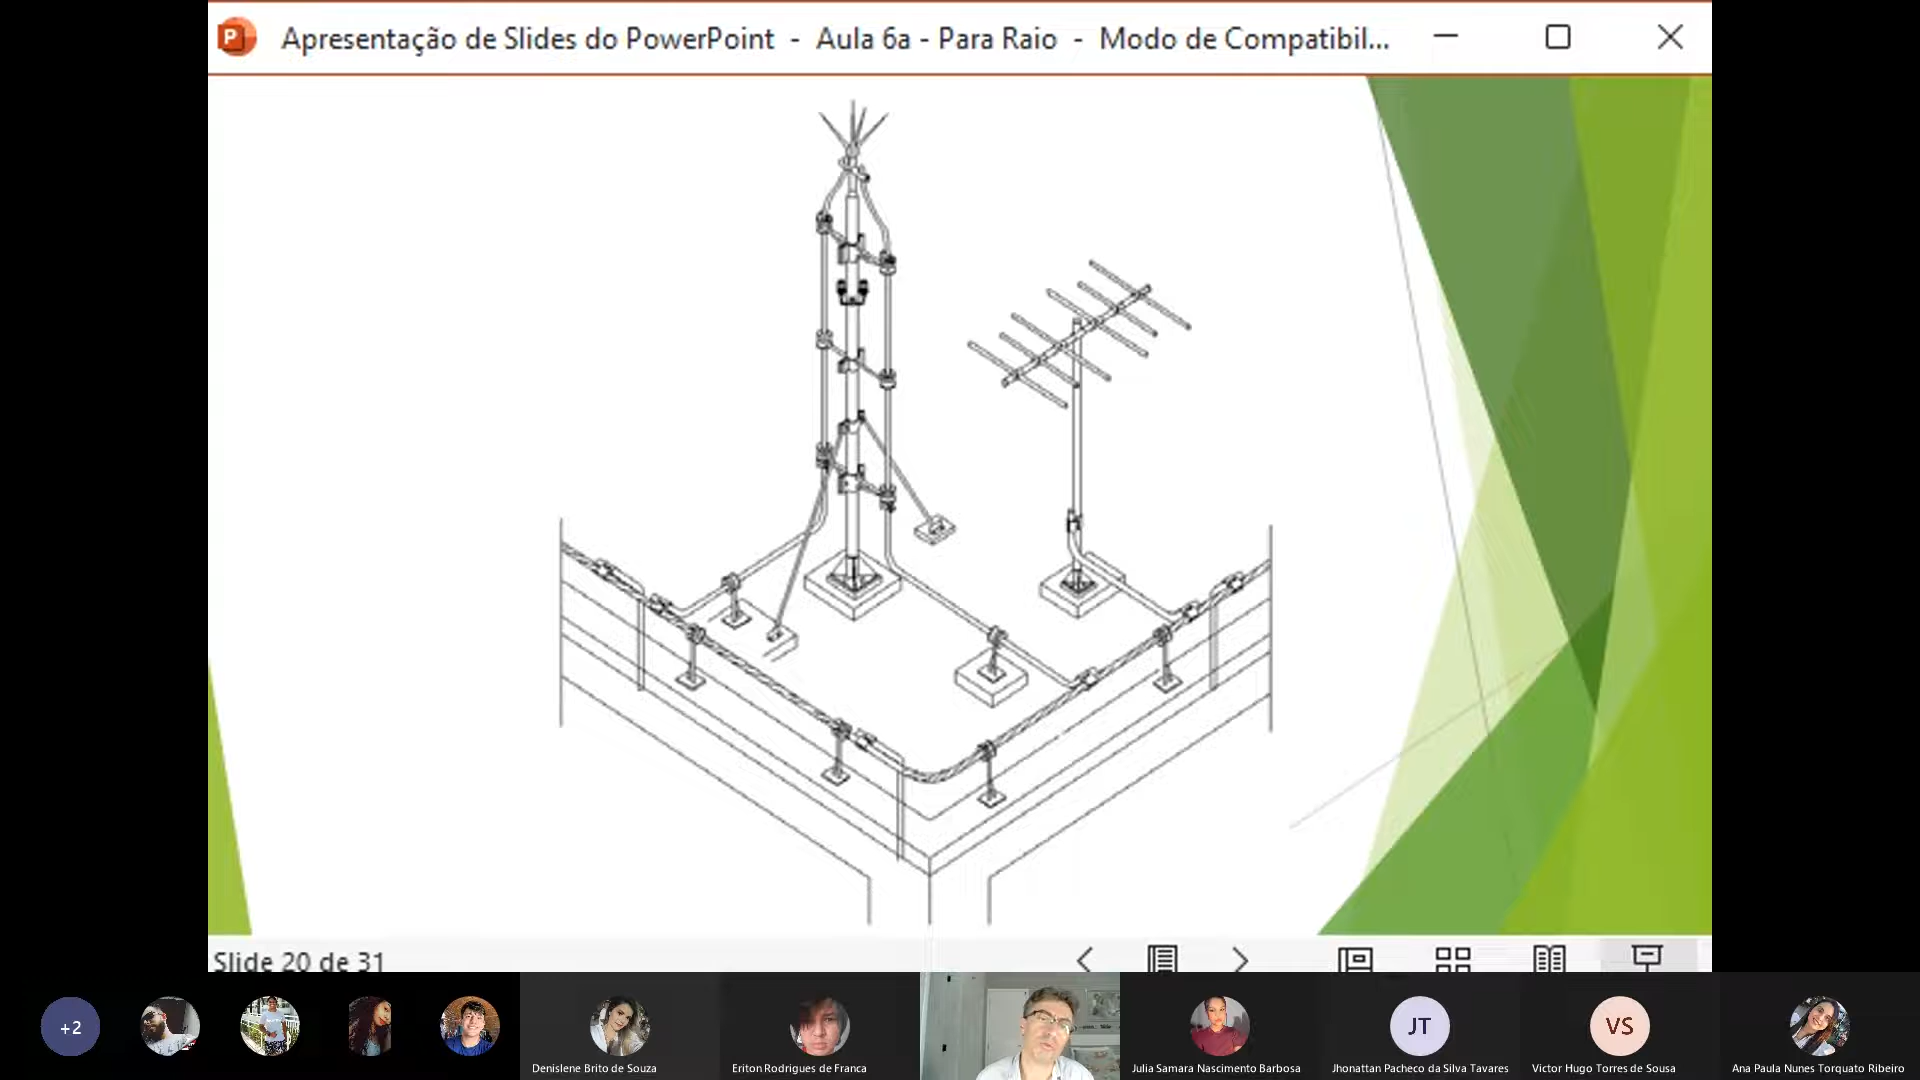 Apresentação de Slides do PowerPoint - Aula 6a - Para Raio - Modo de Compatibil...
Slide 20 de 31
+2
Denislene Brito de Souza
Eriton Rodrigues de Franca
Julia Samara Nascimento Barbosa
JT
Jhonattan Pacheco da Silva Tavares
VS
Victor Hugo Torres de Sousa
Ana Paula Nunes Torquato Ribeiro